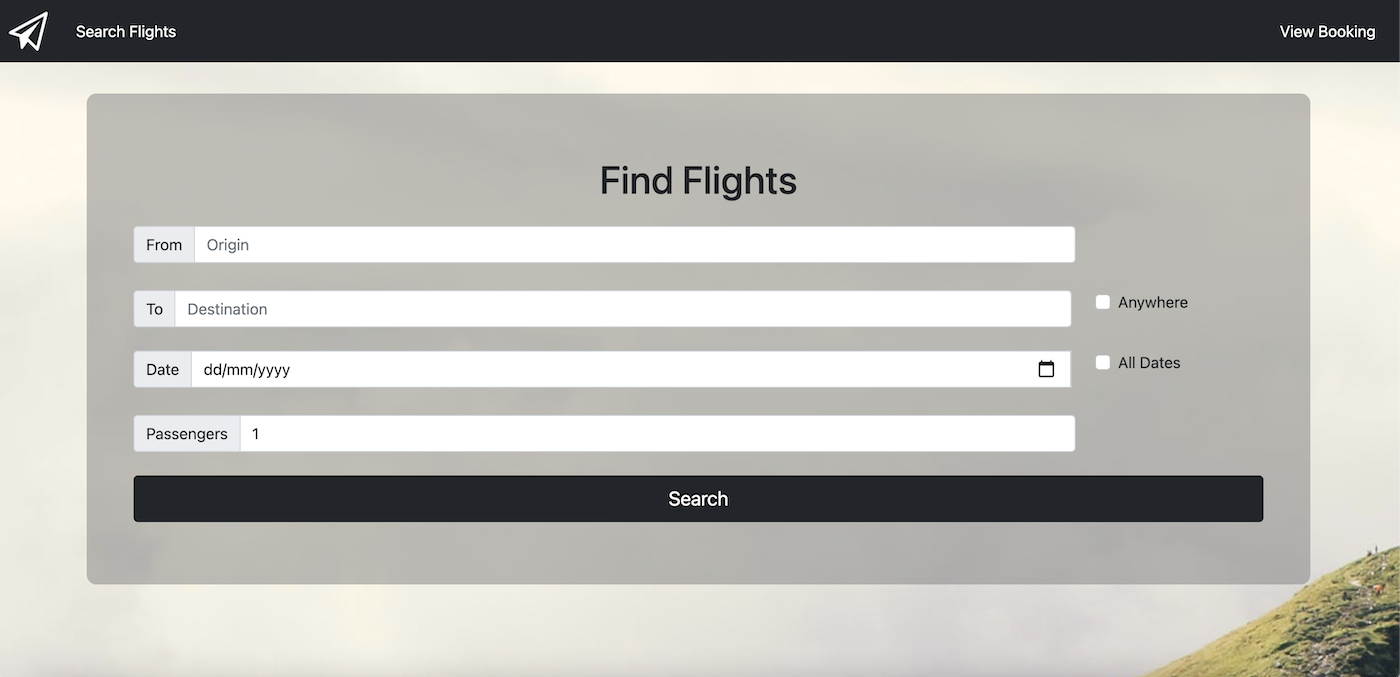 Search Flights
View Booking
Find Flights
From Origin
To Destination
Anywhere
Date dd/mm/yyyy
All Dates
Passengers 1
Search